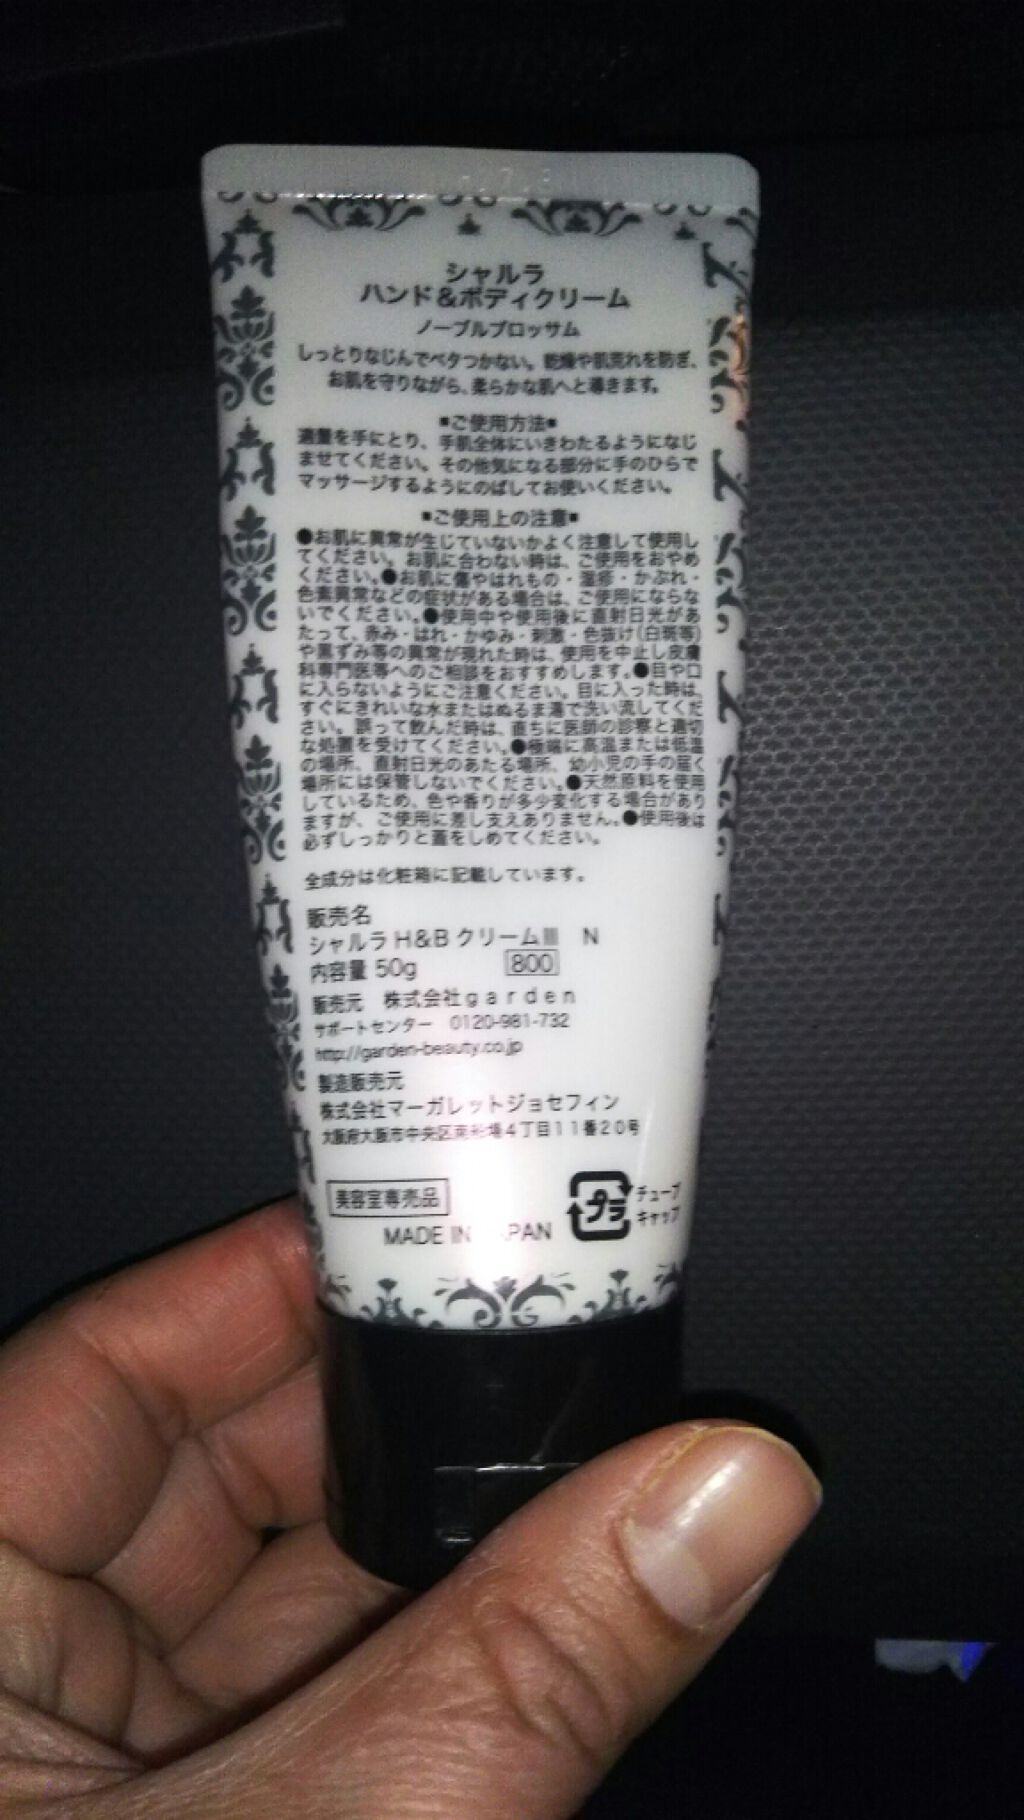 シャルラ
ハンド&ボディクリーム
ノーブルブロッサム
しっとりなじんでベタつかない。乾燥や肌荒れを防ぎ、
お肌を守りながら、柔らかな肌へと導きます。
■ご使用方法■
適量を手にとり、手肌全体にいきわたるようになじ
ませてください。その他気になる部分に手のひらで
マッサージするようにのばしてお使いください。
■ご使用上の注意■
●お肌に異常が生じていないかよく注意して使用し
てください。お肌に合わない時は、ご使用をおやめ
ください。●お肌に傷やはれもの・湿疹・かぶれ・
色素異常などの症状がある場合は、ご使用にならな
いでください。●使用中や使用後に直射日光があ
たって、赤み・はれ・かゆみ・刺激・色抜け(白斑等)
や黒ずみ等の異常が現れた時は、使用を中止し皮膚
科専門医等へのご相談をおすすめします。●目や口
に入らないようにご注意ください。目に入った時は、
すぐにきれいな水またはぬるま湯で洗い流してくだ
さい。誤って飲んだ時は、直ちに医師の診察と適切
な処置を受けてください。●極端に高温または低温
の場所、直射日光のあたる場所、幼小児の手の届く
場所には保管しないでください。●天然原料を使用
しているため、色や香りが多少変化する場合があり
ますが、ご使用に差し支えありません。●使用後は
必ずしっかりと蓋をしめてください。
全成分は化粧箱に記載しています。
販売名
シャルラ H&B クリームⅢ N
内容量 50g 800
販売元 株式会社garden
サポートセンター 0120-981-732
http://garden-beauty.co.jp
製造販売元
株式会社マーガレットジョセフィン
大阪府大阪市中央区南船場4丁目11番20号
美容室専売品
プラ チューブ
キャップ
MADE IN PAN